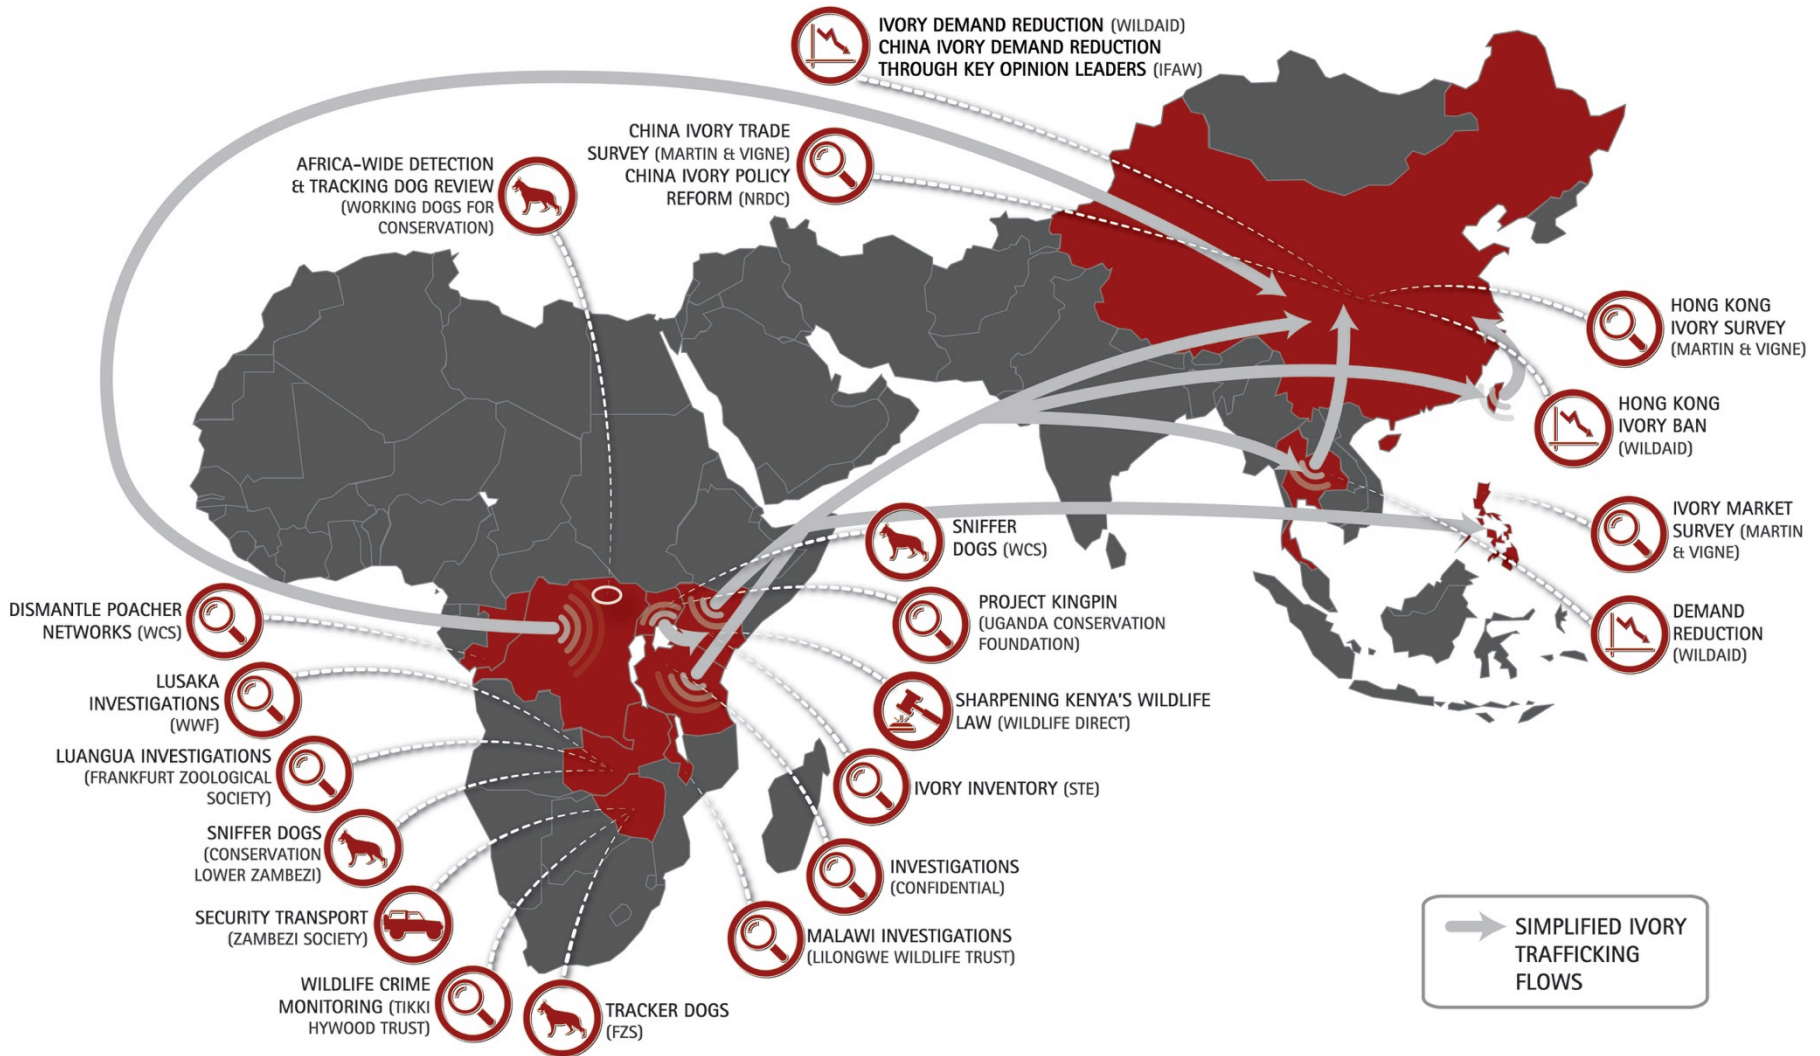 IVORY DEMAND REDUCTION (WILDAID)
CHINA IVORY DEMAND REDUCTION
THROUGH KEY OPINION LEADERS (IFAW)
CHINA IVORY TRADE
SURVEY (MARTIN & VIGNE)
CHINA IVORY POLICY
REFORM (NRDC)
AFRICA-WIDE DETECTION
& TRACKING DOG REVIEW
(WORKING DOGS FOR
CONSERVATION)
HONG KONG
IVORY SURVEY
(MARTIN & VIGNE)
HONG KONG
IVORY BAN
(WILDAID)
IVORY MARKET
SURVEY (MARTIN
& VIGNE)
DEMAND
REDUCTION
(WILDAID)
SNIFFER
DOGS (WCS)
PROJECT KINGPIN
(UGANDA CONSERVATION
FOUNDATION)
SHARPENING KENYA'S WILDLIFE
LAW (WILDLIFE DIRECT)
IVORY INVENTORY (STE)
INVESTIGATIONS
(CONFIDENTIAL)
MALAWI INVESTIGATIONS
(LILONGWE WILDLIFE TRUST)
DISMANTLE POACHER
NETWORKS (WCS)
LUSAKA
INVESTIGATIONS
(WWF)
LUANGUA INVESTIGATIONS
(FRANKFURT ZOOLOGICAL
SOCIETY)
SNIFFER DOGS
(CONSERVATION
LOWER ZAMBEZI)
SECURITY TRANSPORT
(ZAMBEZI SOCIETY)
WILDLIFE CRIME
MONITORING (TIKKI
HYWOOD TRUST)
TRACKER DOGS
(FZS)
SIMPLIFIED IVORY
TRAFFICKING
FLOWS